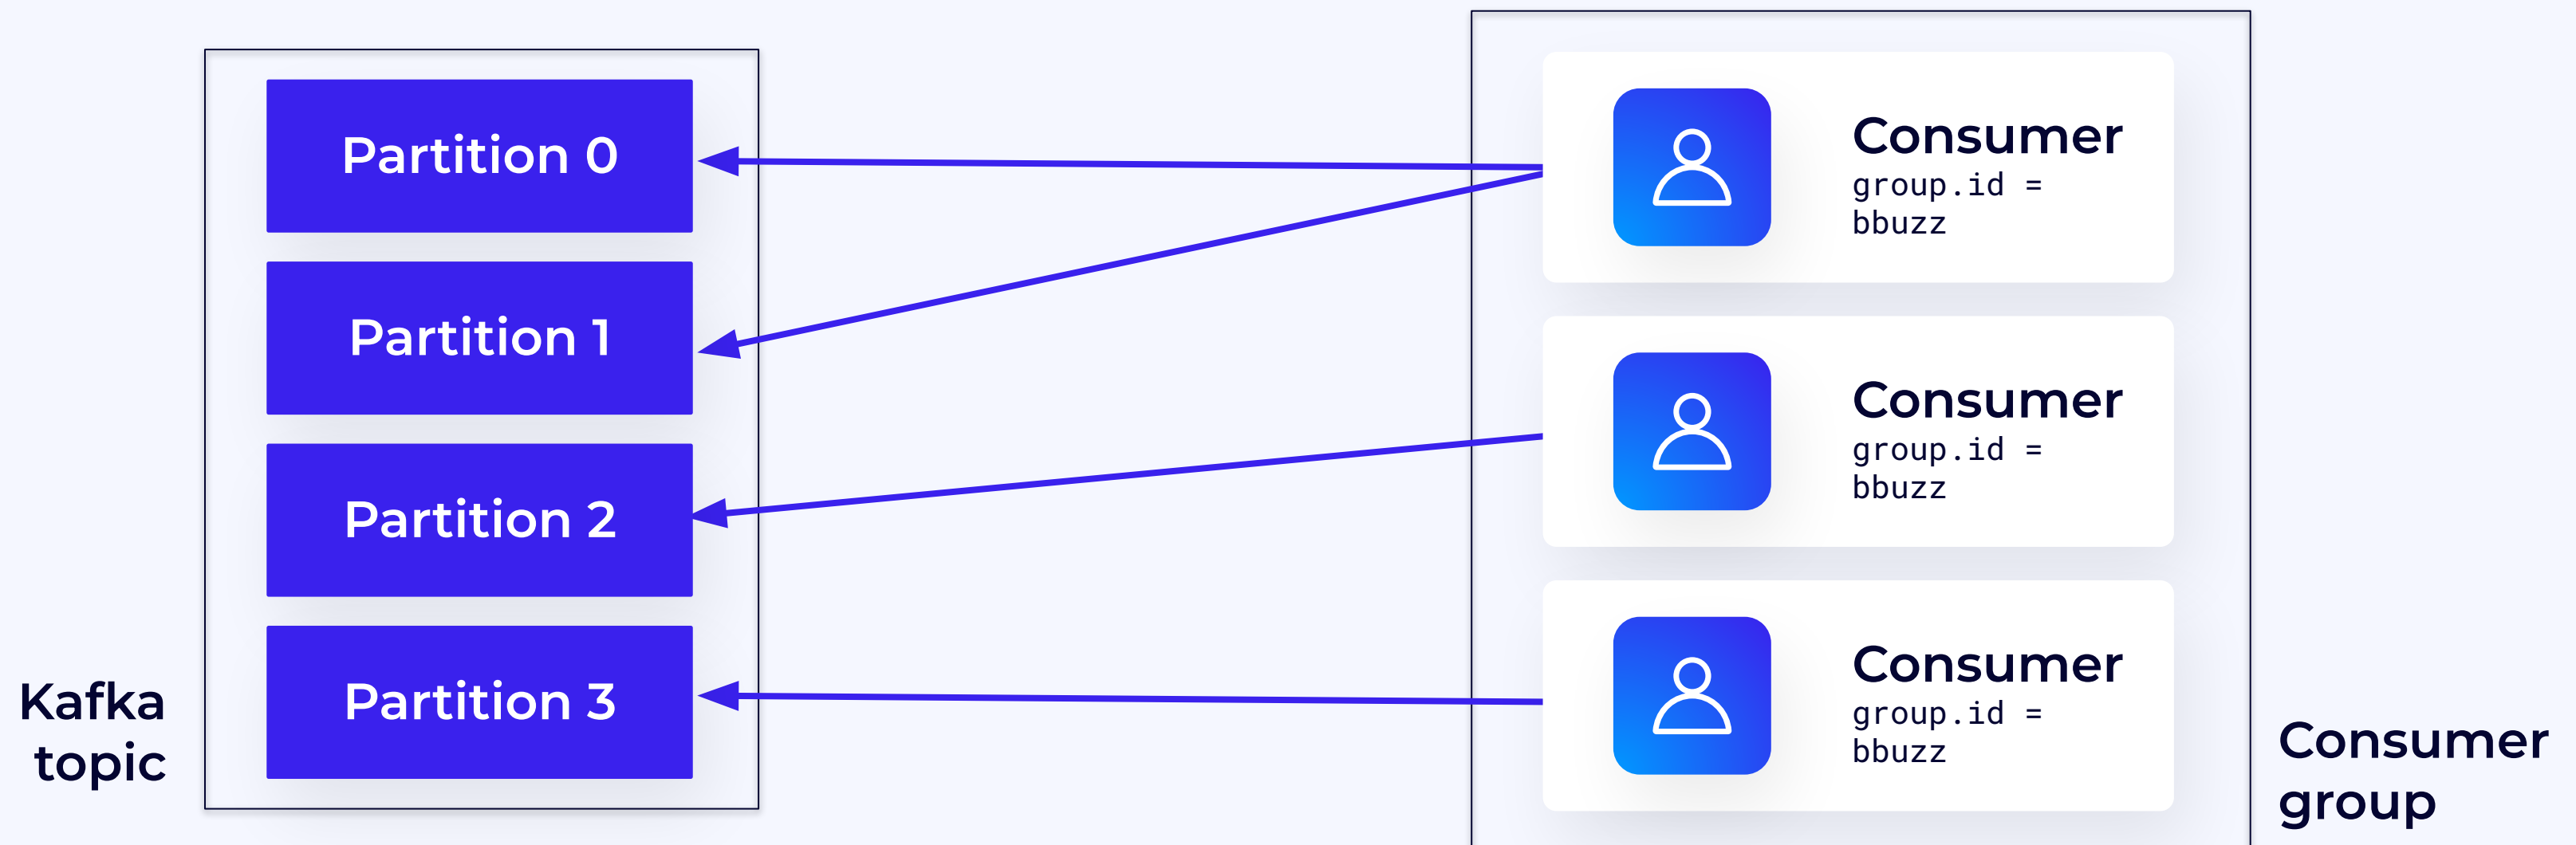 Partition 0
Partition 1
Partition 2
Partition 3
Kafka
topic
Consumer
group.id =
bbuzz
Consumer
group.id =
bbuzz
Consumer
group.id =
bbuzz
Consumer
group